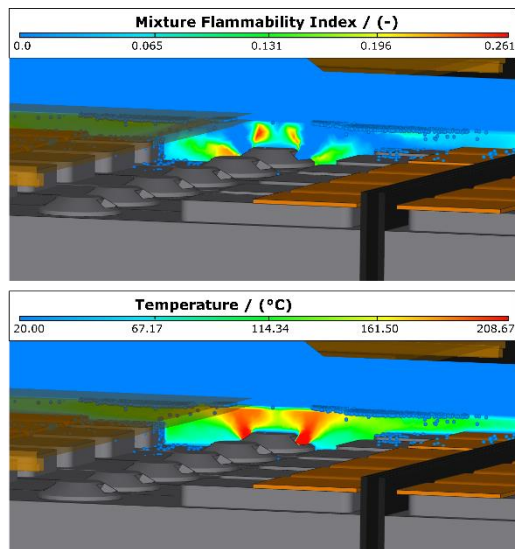 Mixture Flammability Index / (-)
0.0 0.065 0.131 0.196 0.261
Temperature / (°C)
20.00 67.17 114.34 161.50 208.67